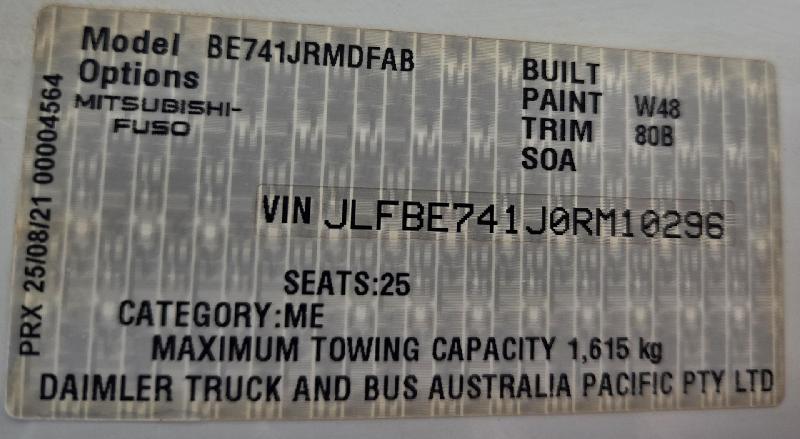 Model BE741JRMDFAB
Options
MITSUBISHI-
FUSO
BUILT
PAINT W48
TRIM 80B
SOA
PRX 25/08/21 00004564
VIN JLFBE741J0RM10296
SEATS:25
CATEGORY:ME
MAXIMUM TOWING CAPACITY 1,615 kg
DAIMLER TRUCK AND BUS AUSTRALIA PACIFIC PTY LTD